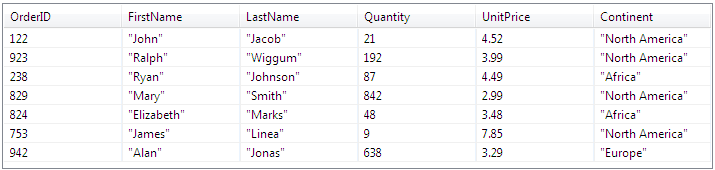 OrderID FirstName LastName Quantity UnitPrice Continent
122 "John" "Jacob" 21 4.52 "North America"
923 "Ralph" "Wiggum" 192 3.99 "North America"
238 "Ryan" "Johnson" 87 4.49 "Africa"
829 "Mary" "Smith" 842 2.99 "North America"
824 "Elizabeth" "Marks" 48 3.48 "Africa"
753 "James" "Linea" 9 7.85 "North America"
942 "Alan" "Jonas" 638 3.29 "Europe"